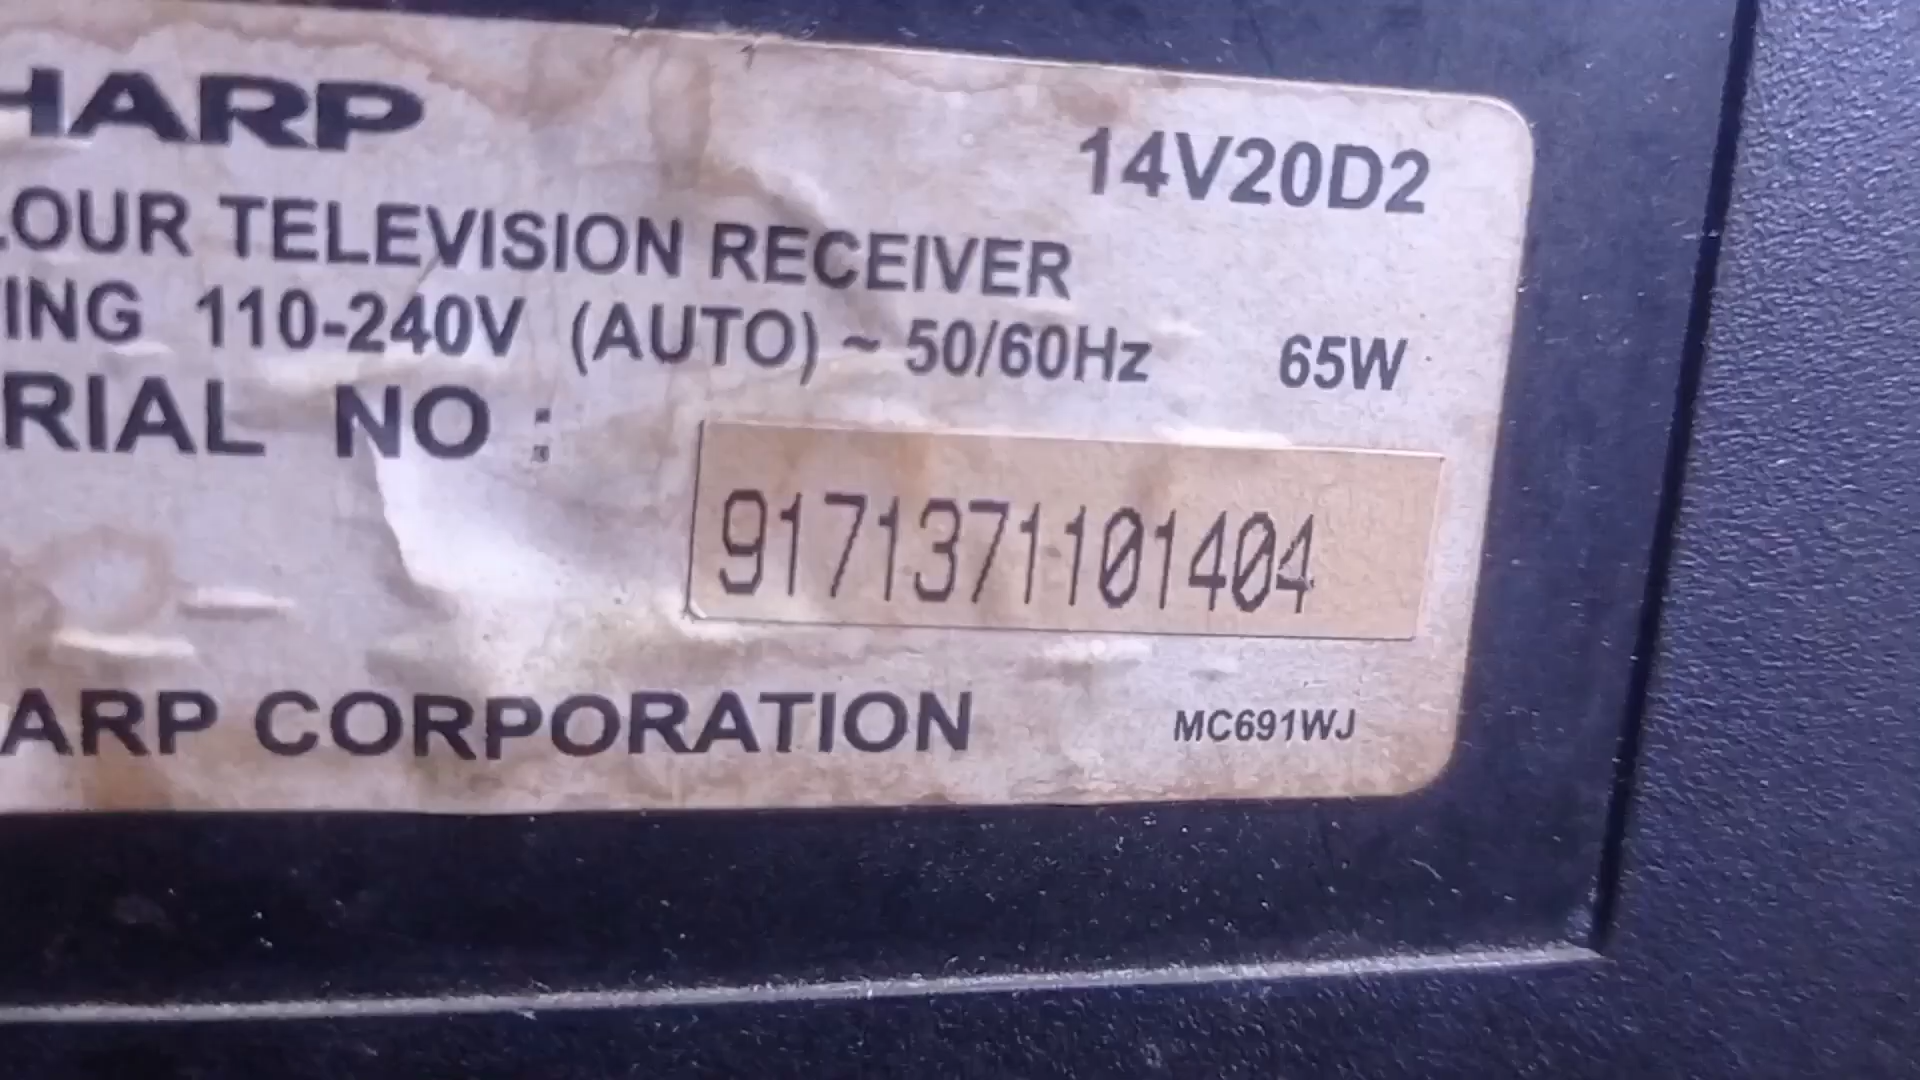 HARP
14V20D2
LOUR TELEVISION RECEIVER
ING 110-240V (AUTO) ~ 50/60Hz 65W
RIAL NO :
9171371101404
ARP CORPORATION
MC691WJ